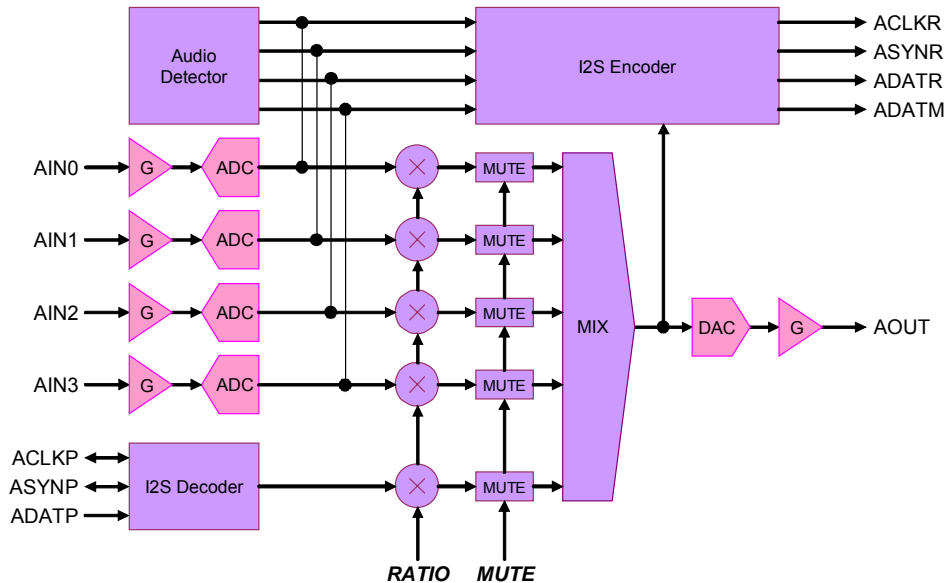 Audio
Detector
I2S Encoder
ACLKR
ASYNR
ADATR
ADATM
AIN0
G
ADC
MUTE
AIN1
G
ADC
MUTE
AIN2
G
ADC
MUTE
MIX
DAC
G
AOUT
AIN3
G
ADC
MUTE
ACLKP
ASYNP
ADATP
I2S Decoder
MUTE
RATIO
MUTE